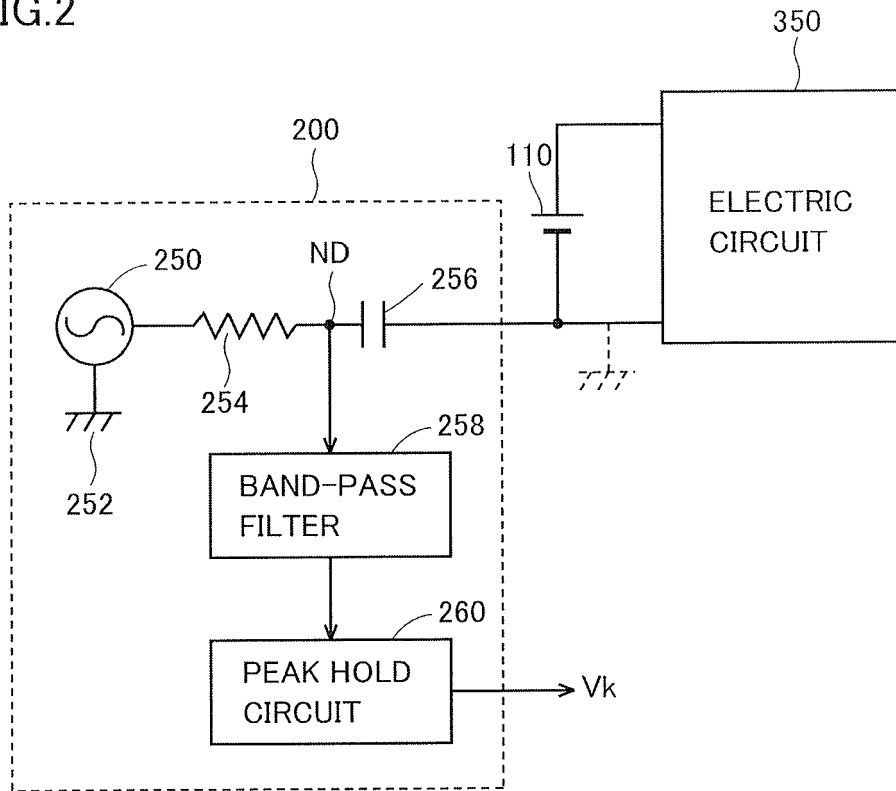 IG.2
350
200
110
ELECTRIC
CIRCUIT
250
ND
256
254
258
252
BAND-PASS
FILTER
260
PEAK HOLD
CIRCUIT
Vk